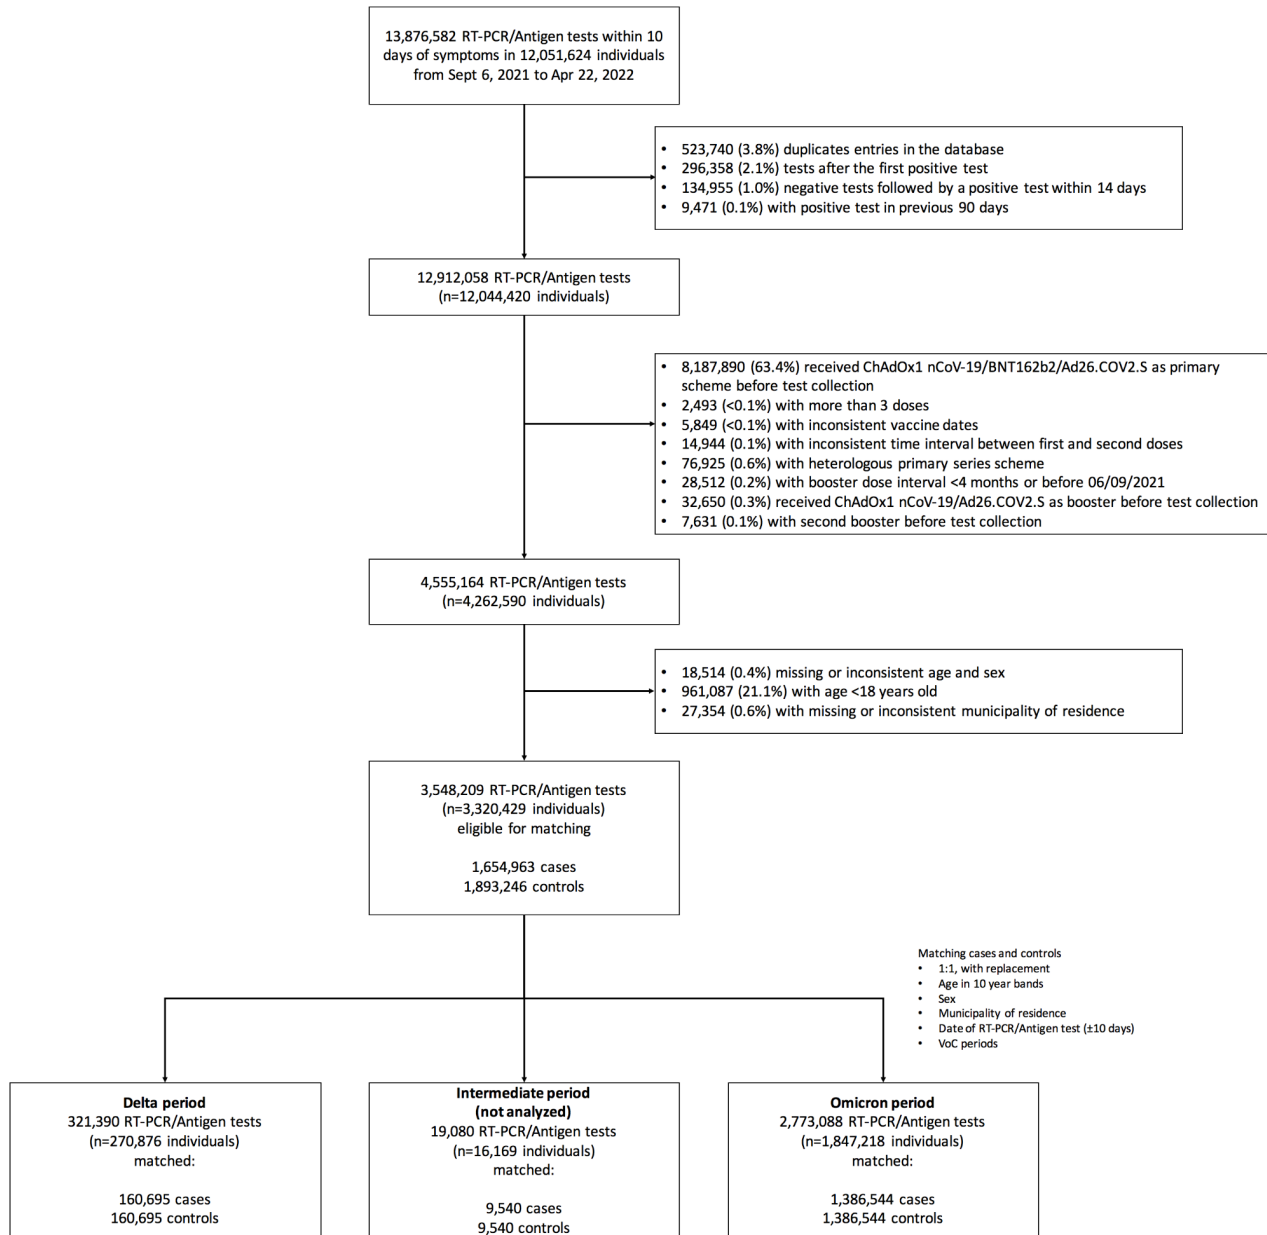 13,876,582 RT-PCR/Antigen tests within 10
days of symptoms in 12,051,624 individuals
from Sept 6, 2021 to Apr 22, 2022
• 523,740 (3.8%) duplicates entries in the database
• 296,358 (2.1%) tests after the first positive test
• 134,955 (1.0%) negative tests followed by a positive test within 14 days
• 9,471 (0.1%) with positive test in previous 90 days
12,912,058 RT-PCR/Antigen tests
(n=12,044,420 individuals)
• 8,187,890 (63.4%) received ChAdOx1 nCoV-19/BNT162b2/Ad26.COV2.S as primary
scheme before test collection
• 2,493 (<0.1%) with more than 3 doses
• 5,849 (<0.1%) with inconsistent vaccine dates
• 14,944 (0.1%) with inconsistent time interval between first and second doses
• 76,925 (0.6%) with heterologous primary series scheme
• 28,512 (0.2%) with booster dose interval <4 months or before 06/09/2021
• 32,650 (0.3%) received ChAdOx1 nCoV-19/Ad26.COV2.S as booster before test collection
• 7,631 (0.1%) with second booster before test collection
4,555,164 RT-PCR/Antigen tests
(n=4,262,590 individuals)
• 18,514 (0.4%) missing or inconsistent age and sex
• 961,087 (21.1%) with age <18 years old
• 27,354 (0.6%) with missing or inconsistent municipality of residence
3,548,209 RT-PCR/Antigen tests
(n=3,320,429 individuals)
eligible for matching
1,654,963 cases
1,893,246 controls
Matching cases and controls
• 1:1, with replacement
• Age in 10 year bands
• Sex
• Municipality of residence
• Date of RT-PCR/Antigen test (±10 days)
• VoC periods
Delta period
321,390 RT-PCR/Antigen tests
(n=270,876 individuals)
matched:
160,695 cases
160,695 controls
Intermediate period
(not analyzed)
19,080 RT-PCR/Antigen tests
(n=16,169 individuals)
matched:
9,540 cases
9,540 controls
Omicron period
2,773,088 RT-PCR/Antigen tests
(n=1,847,218 individuals)
matched:
1,386,544 cases
1,386,544 controls